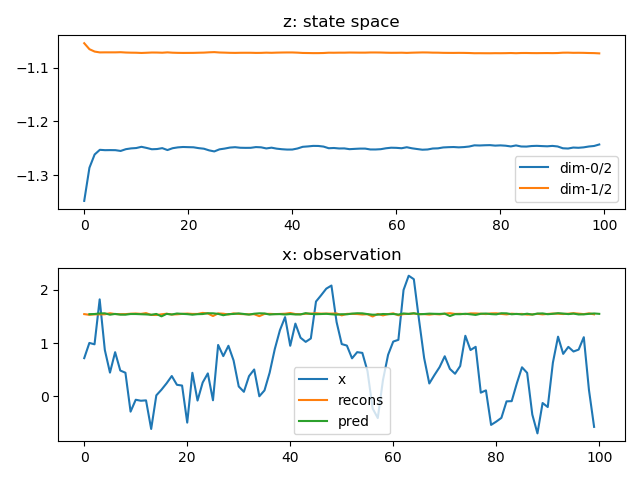 z: state space
−1.1
−1.2
−1.3
dim-0/2
dim-1/2
0 20 40 60 80 100
x: observation
2
1
0
x
recons
pred
0 20 40 60 80 100